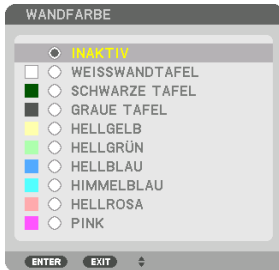 WANDFARBE
INAKTIV
WEISSWANDTAFEL
SCHWARZE TAFEL
GRAUE TAFEL
HELLGELB
HELLGRÜN
HELLBLAU
HIMMELBLAU
HELLROSA
PINK
ENTER EXIT